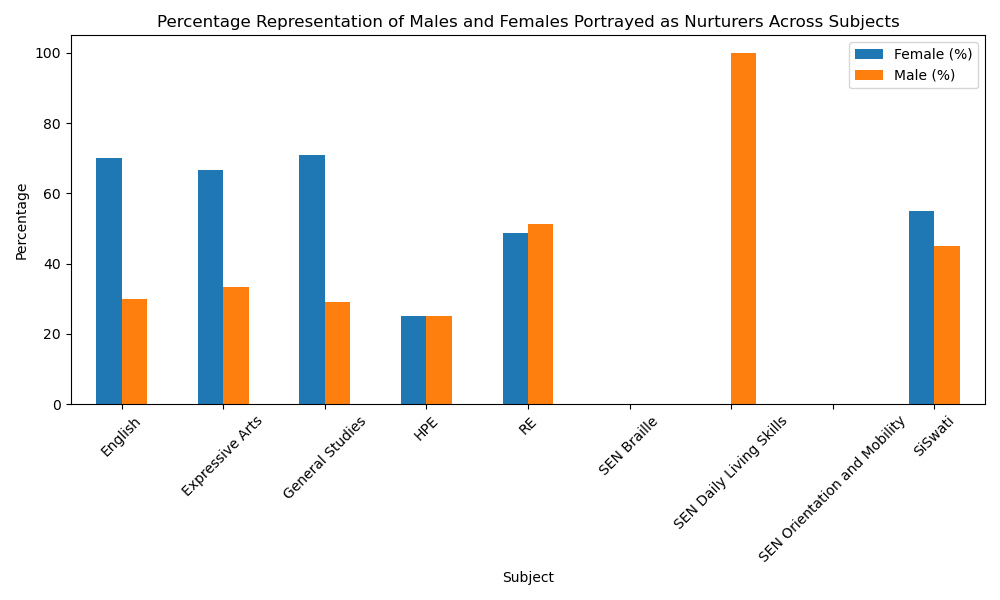 Percentage Representation of Males and Females Portrayed as Nurturers Across Subjects
Female (%)
Male (%)
Percentage
100
80
60
40
20
0
English
Expressive Arts
General Studies
HPE
RE
SEN Braille
SEN Daily Living Skills
SEN Orientation and Mobility
SiSwati
Subject